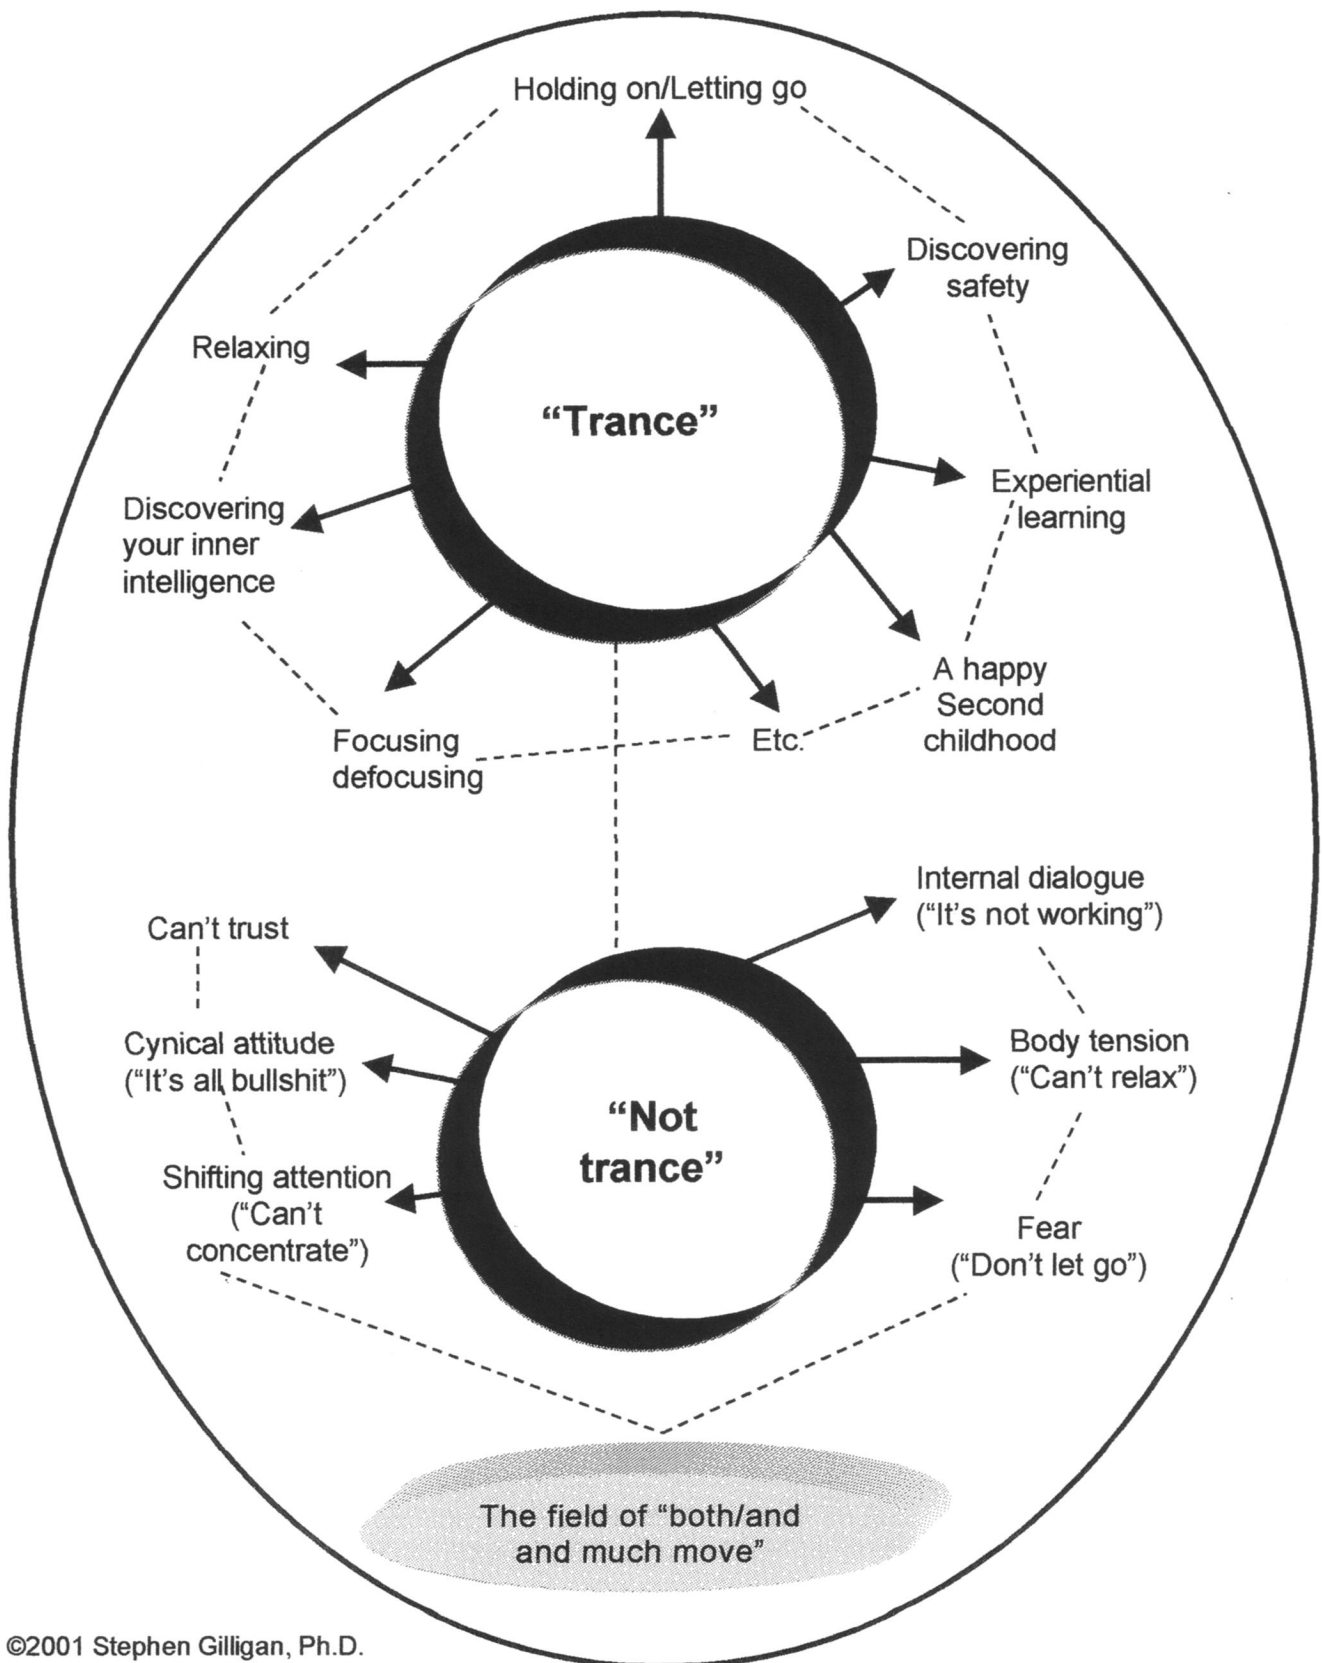 Holding on/Letting go
Discovering
safety
Relaxing
“Trance”
Experiential
learning
Discovering
your inner
intelligence
A happy
Second
childhood
Focusing
defocusing
Etc.
Internal dialogue
(“It’s not working”)
Can’t trust
Cynical attitude
(“It’s all bullshit”)
Body tension
(“Can’t relax”)
“Not
trance”
Shifting attention
(“Can’t
concentrate”)
Fear
(“Don’t let go”)
The field of “both/and
and much move”
©2001 Stephen Gilligan, Ph.D.